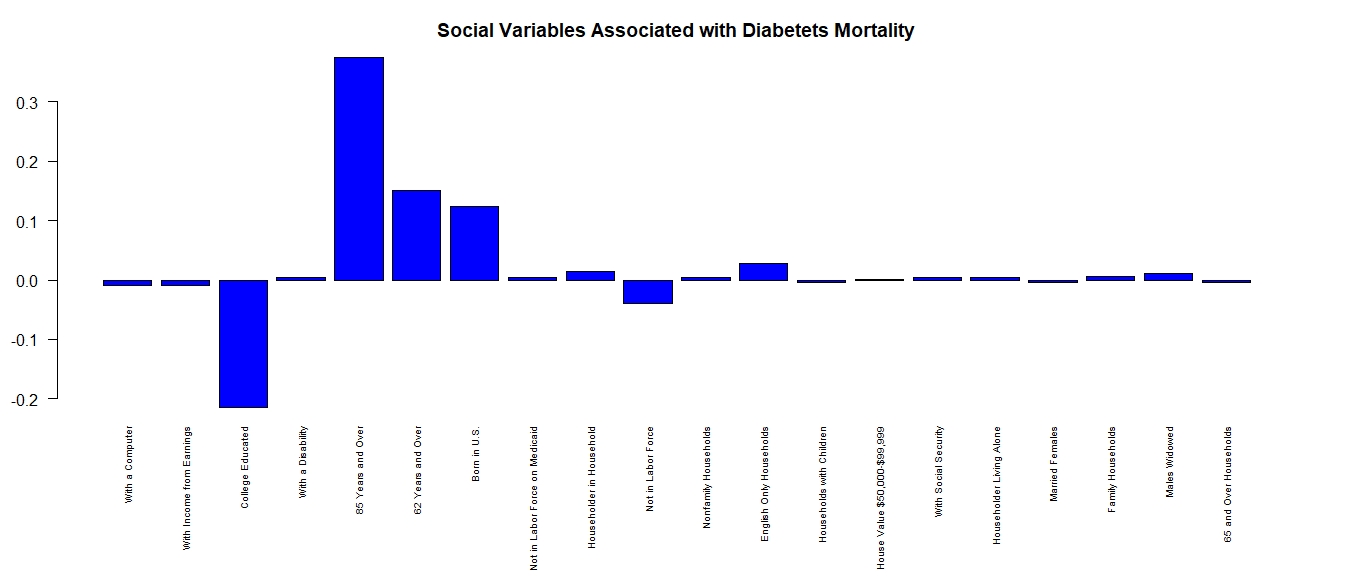 Social Variables Associated with Diabetets Mortality
0.3
0.2
0.1
0.0
-0.1
-0.2
With a Computer
With Income from Earnings
College Educated
With a Disability
85 Years and Over
62 Years and Over
Born in U.S.
Not in Labor Force on Medicaid
Householder in Household
Not in Labor Force
Nonfamily Households
English Only Households
Households with Children
House Value $50,000-$99,999
With Social Security
Householder Living Alone
Married Females
Family Households
Males Widowed
65 and Over Households